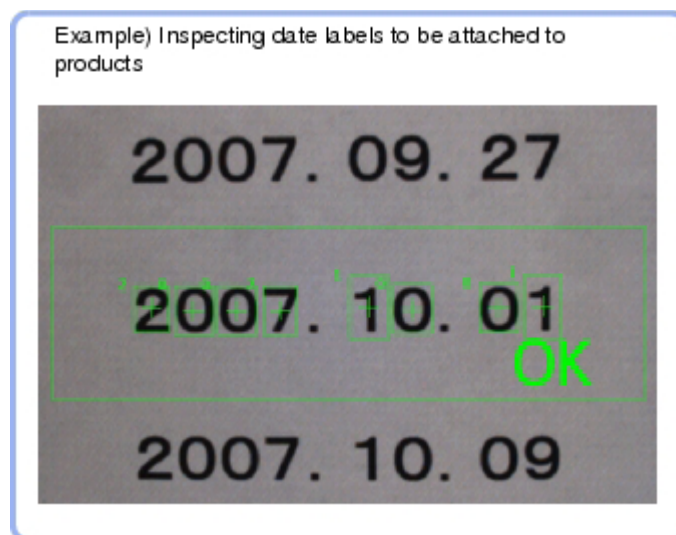 Example) Inspecting date labels to be attached to
products
2007. 09. 27
2007. 10. 01
OK
2007. 10. 09